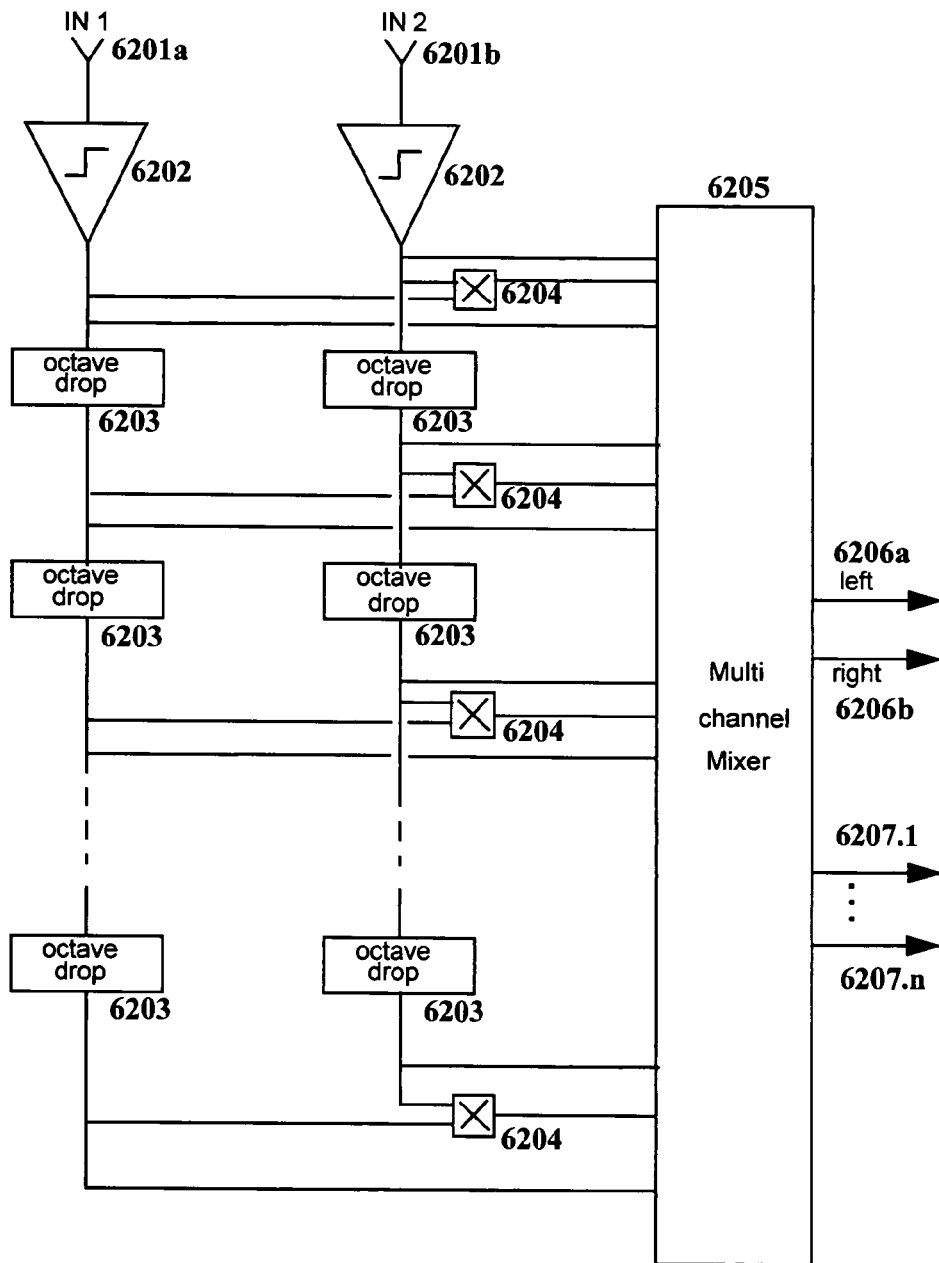 IN 1
6201a
IN 2
6201b
6202
6202
6205
6204
octave
drop
6203
octave
drop
6203
6204
octave
drop
6203
octave
drop
6203
6206a
left
right
6206b
Multi
channel
Mixer
6204
6207.1
6207.n
octave
drop
6203
octave
drop
6203
6204